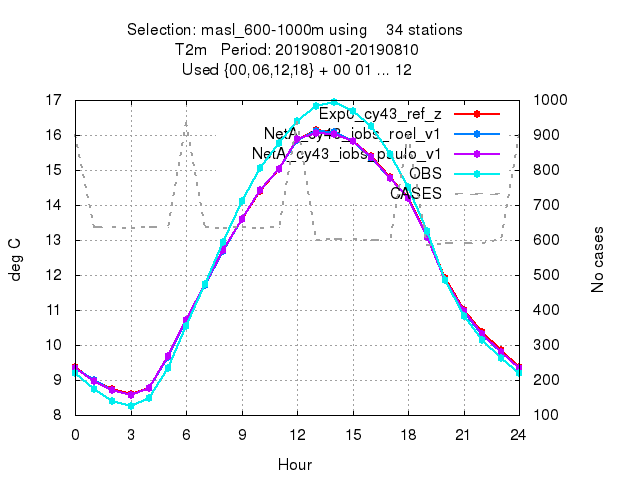 Selection: masl_600-1000m using 34 stations
T2m Period: 20190801-20190810
Used {00,06,12,18} + 00 01 ... 12
Exp0_cy43_ref_z
NetA_cy43_iobs_roel_v1
NetA_cy43_iobs_paulo_v1
OBS
CASES
17
16
15
14
13
12
11
10
9
8
1000
900
800
700
600
500
400
300
200
100
deg C
No cases
0 3 6 9 12 15 18 21 24
Hour